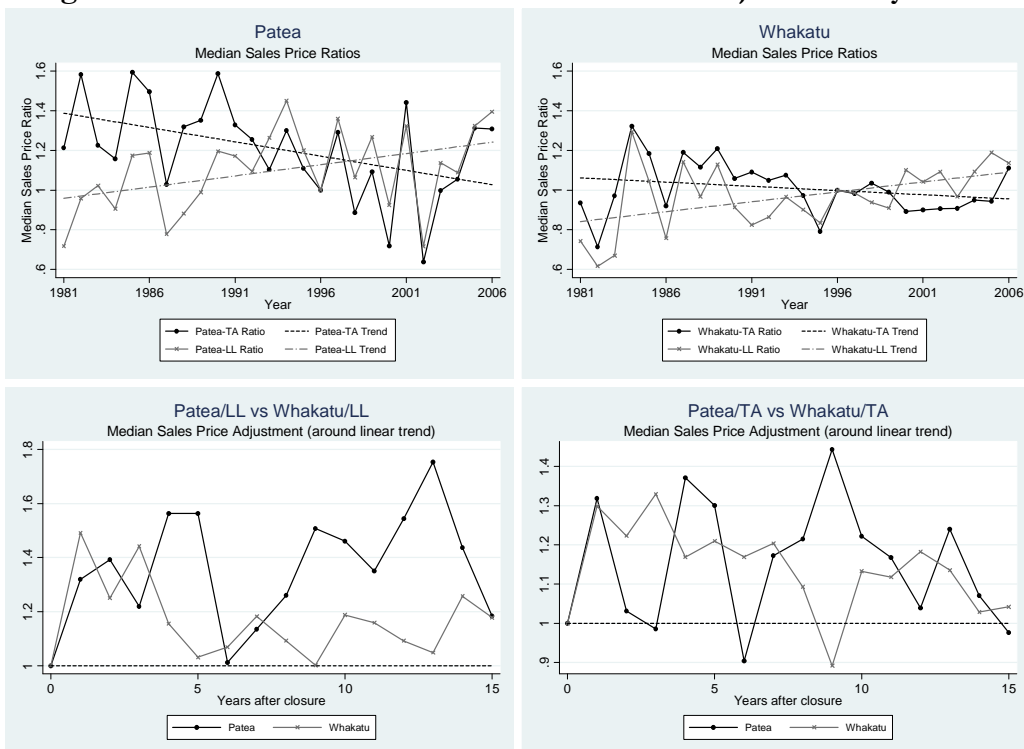 Patea
Median Sales Price Ratios
Median Sales Price Ratio
.6 .8 1 1.2 1.4 1.6
1981 1986 1991 1996 2001 2006
Year
Patea-TA Ratio Patea-TA Trend
Patea-LL Ratio Patea-LL Trend
Whakatu
Median Sales Price Ratios
Median Sales Price Ratio
.6 .8 1 1.2 1.4 1.6
1981 1986 1991 1996 2001 2006
Year
Whakatu-TA Ratio Whakatu-TA Trend
Whakatu-LL Ratio Whakatu-LL Trend
Patea/LL vs Whakatu/LL
Median Sales Price Adjustment (around linear trend)
1 1.2 1.4 1.6 1.8
0 5 10 15
Years after closure
Patea Whakatu
Patea/TA vs Whakatu/TA
Median Sales Price Adjustment (around linear trend)
.9 1 1.1 1.2 1.3 1.4
0 5 10 15
Years after closure
Patea Whakatu